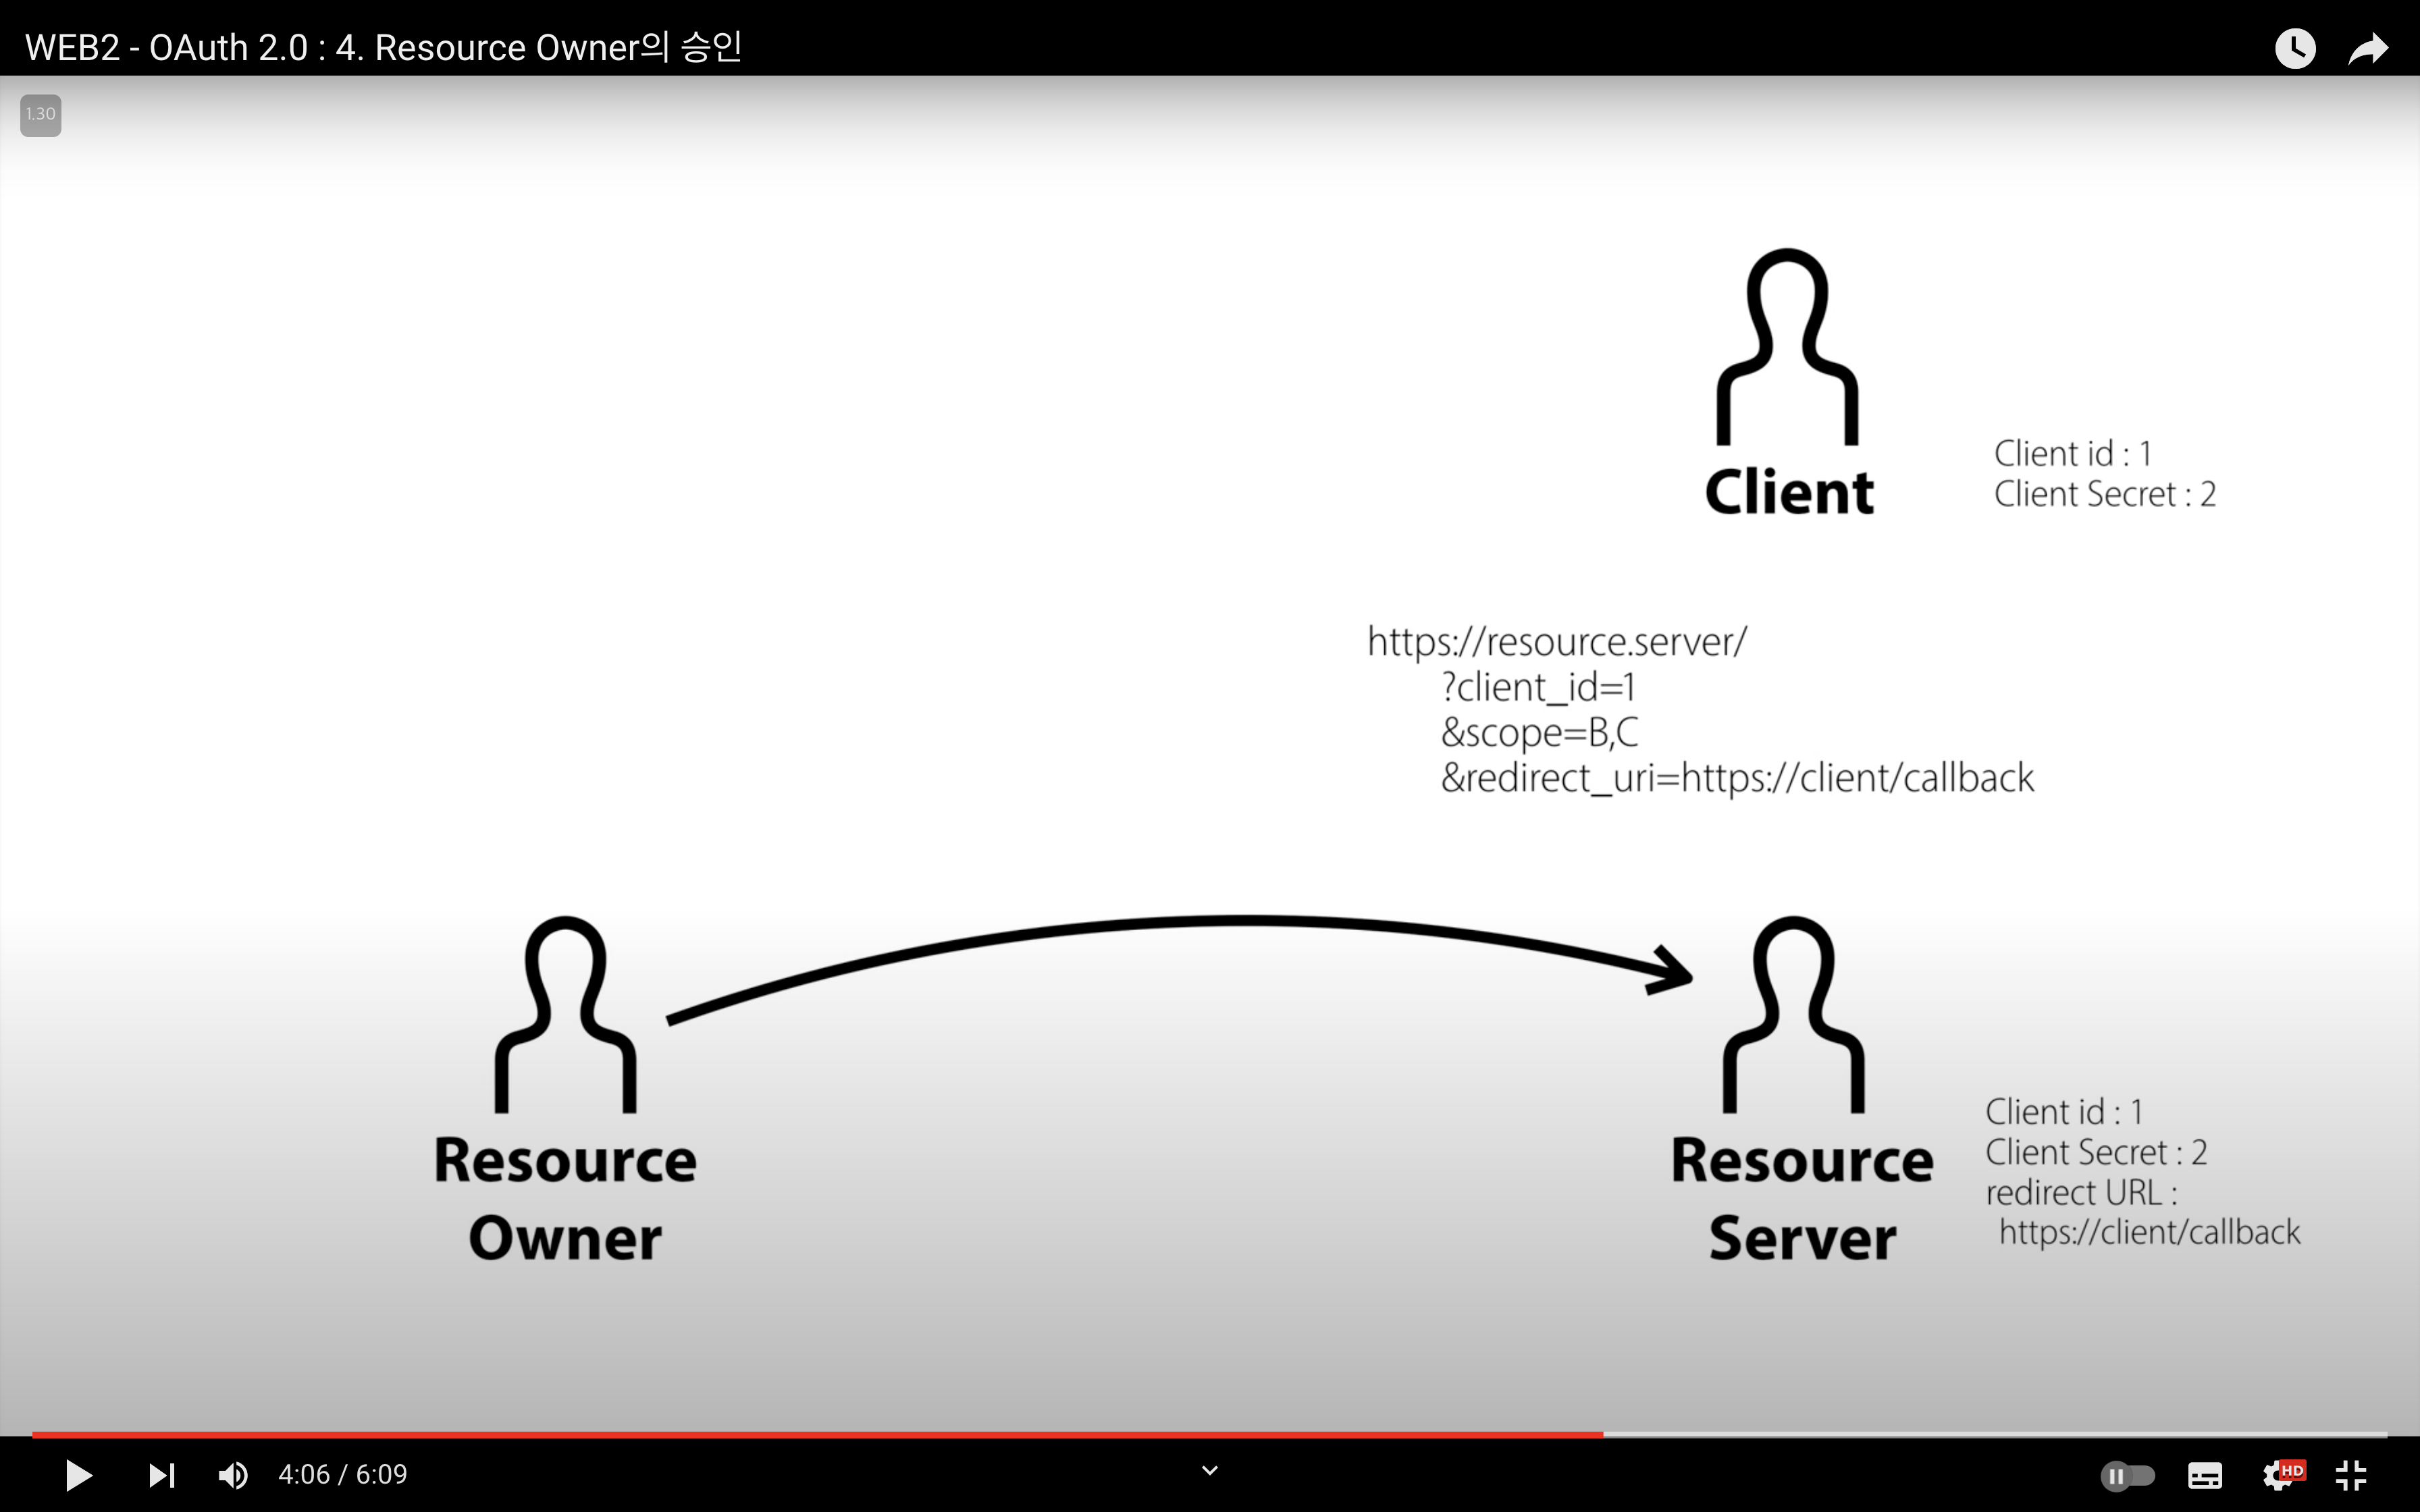 WEB2 - OAuth 2.0 : 4. Resource Owner의 승인
1.30
Client
Client id : 1
Client Secret : 2
https://resource.server/
?client_id=1
&scope=B,C
&redirect_uri=https://client/callback
Resource
Owner
Resource
Server
Client id : 1
Client Secret : 2
redirect URL :
https://client/callback
4:06 / 6:09
HD